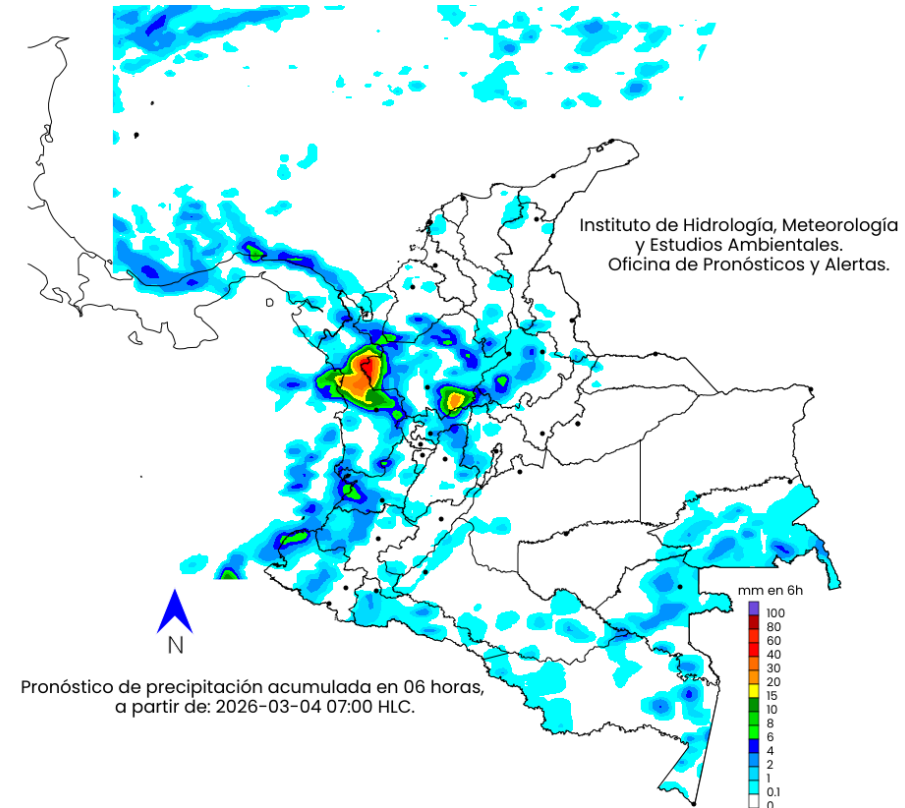 Instituto de Hidrología, Meteorología
y Estudios Ambientales.
Oficina de Pronósticos y Alertas.
mm en 6h
100
80
60
40
30
20
15
10
8
6
4
2
1
0.1
0
N
Pronóstico de precipitación acumulada en 06 horas,
a partir de: 2026-03-04 07:00 HLC.